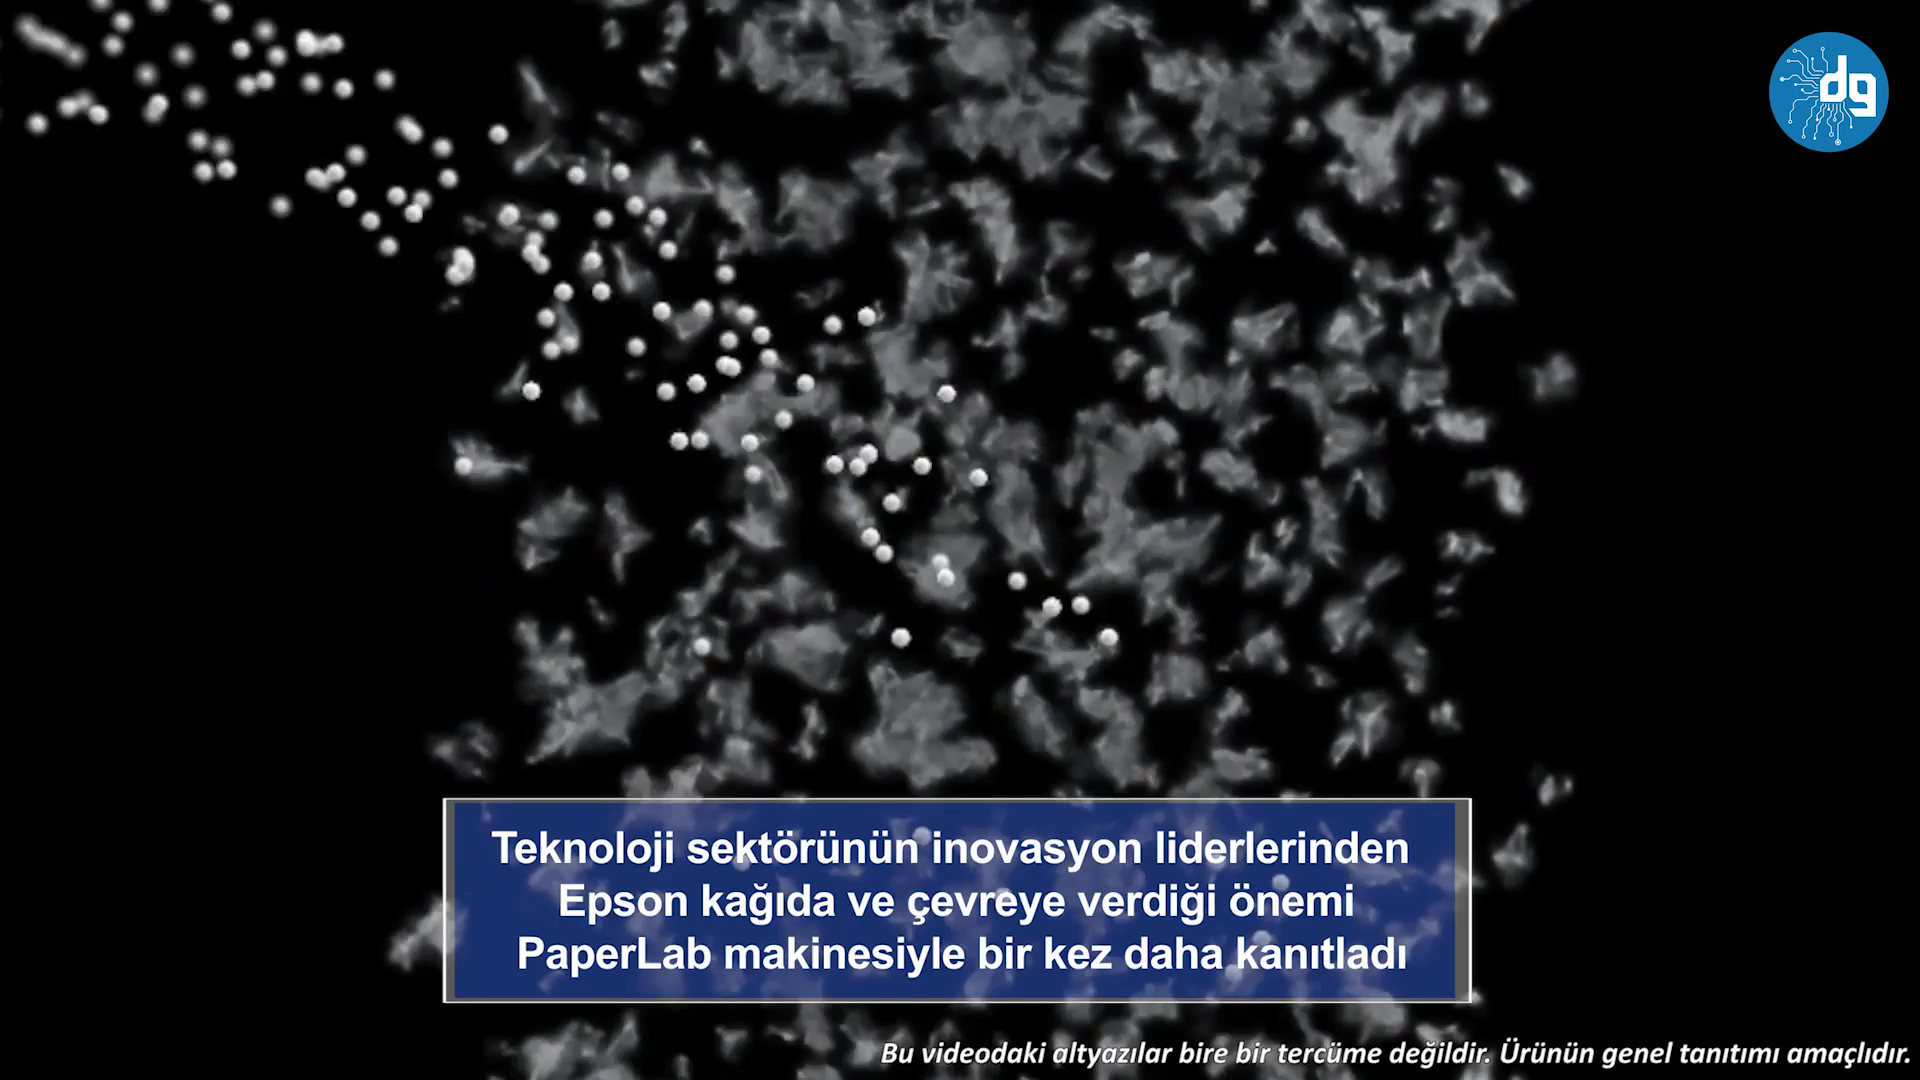 dg
Teknoloji sektörünün inovasyon liderlerinden
Epson kağıda ve çevreye verdiği önemi
PaperLab makinesiyle bir kez daha kanıtladı
Bu videodaki altyazılar bire bir tercüme değildir. Ürünün genel tanıtımı amaçlıdır.